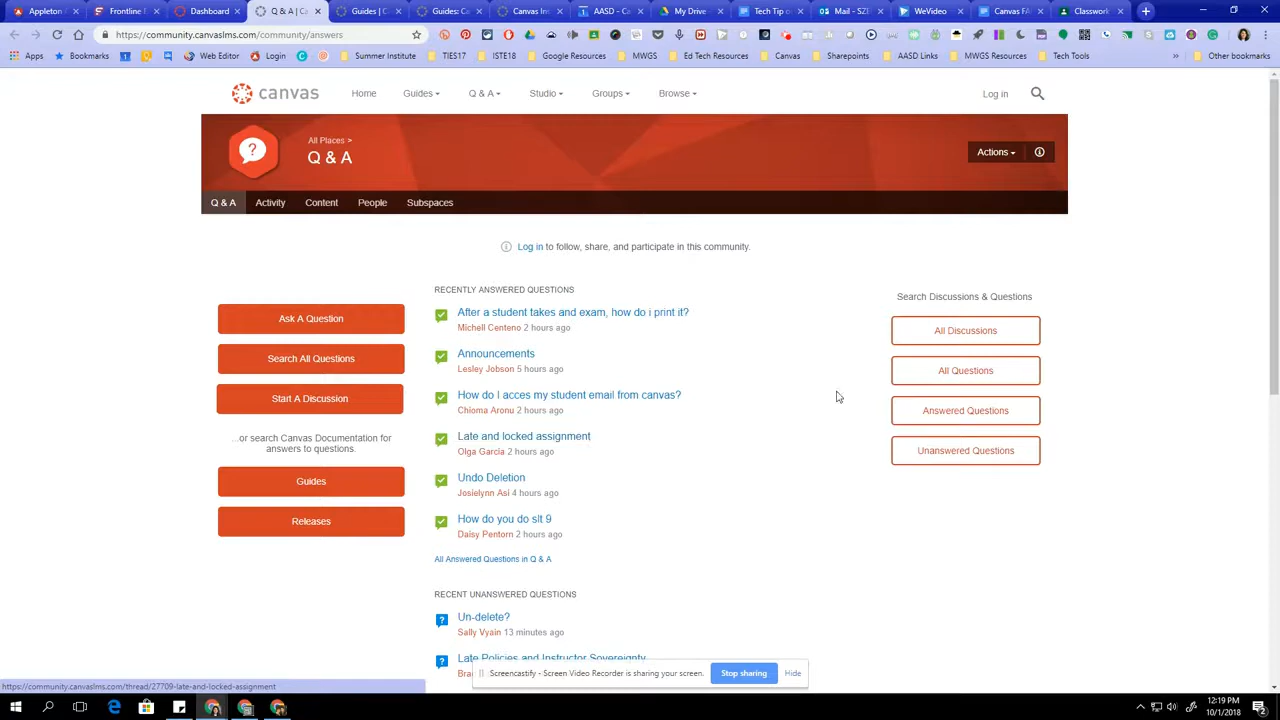 Appleton
Frontline
Dashboard
Q & A | Ca
Guides | C
Guides: Can
AASD - Ca
My Drive
Tech Tip o
Mail - SZE
WeVideo
Canvas FA
Classwork
https://community.canvaslms.com/community/answers
Apps
Bookmarks
Web Editor
Login
Summer Institute
TIES17
ISTE18
Google Resources
MWGS
Ed Tech Resources
Canvas
Sharepoints
AASD Links
MWGS Resources
Tech Tools
»
Other bookmarks
canvas
Home
Guides
Q & A
Studio
Groups
Browse
Log in
All Places >
Q & A
Actions
Q & A
Activity
Content
People
Subspaces
Log in to follow, share, and participate in this community.
Ask A Question
Search All Questions
Start A Discussion
...or search Canvas Documentation for
answers to questions.
Guides
Releases
RECENTLY ANSWERED QUESTIONS
After a student takes and exam, how do i print it?
Michell Centeno 2 hours ago
Announcements
Lesley Jobson 5 hours ago
How do I acces my student email from canvas?
Chioma Aronu 2 hours ago
Late and locked assignment
Olga Garcia 2 hours ago
Undo Deletion
Josielynn Asi 4 hours ago
How do you do slt 9
Daisy Pentorn 2 hours ago
All Answered Questions in Q & A
RECENT UNANSWERED QUESTIONS
Un-delete?
Sally Vyain 13 minutes ago
Late Policies and Instructor Sovereignty
Search Discussions & Questions
All Discussions
All Questions
Answered Questions
Unanswered Questions
Screencastify - Screen Video Recorder is sharing your screen.
Stop sharing
Hide
https://community.canvaslms.com/thread/27709-late-and-locked-assignment
12:19 PM
10/1/2018